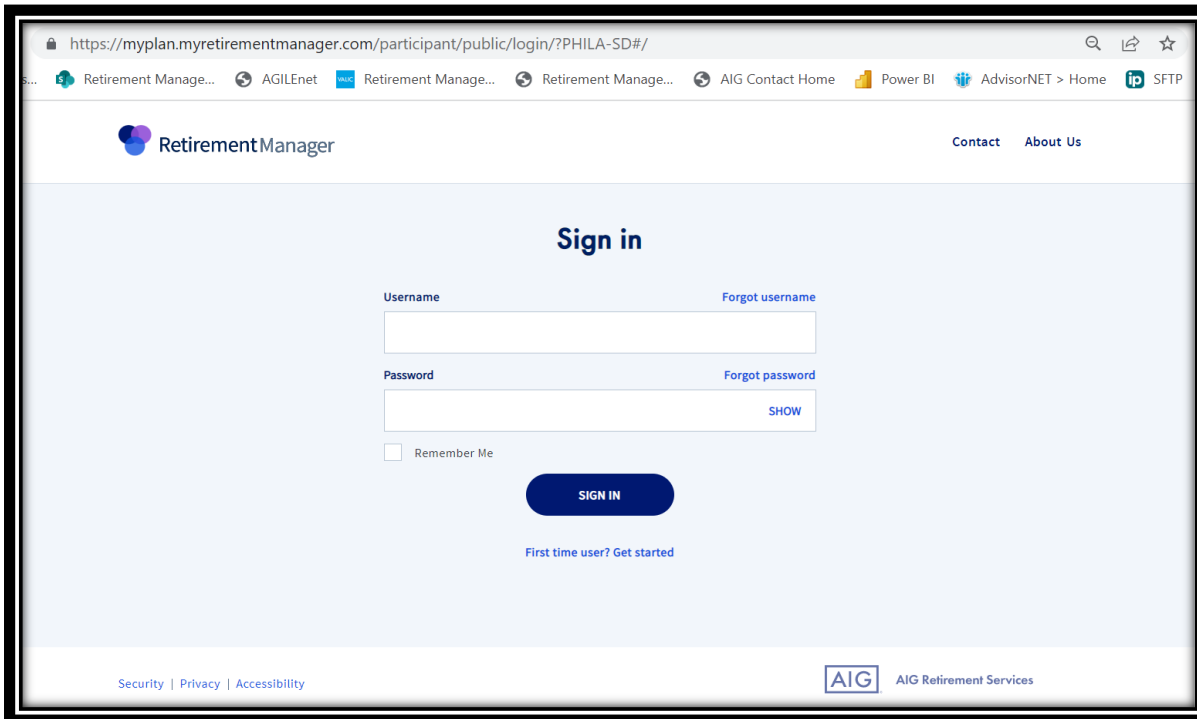 https://myplan.myretirementmanager.com/participant/public/login/?PHILA-SD#/
s... Retirement Manage... AGILEnet VALIC Retirement Manage... Retirement Manage... AIG Contact Home Power BI AdvisorNET > Home ip SFTP
RetirementManager Contact About Us
Sign in
Username Forgot username
Password Forgot password
SHOW
Remember Me
SIGN IN
First time user? Get started
Security | Privacy | Accessibility AIG AIG Retirement Services